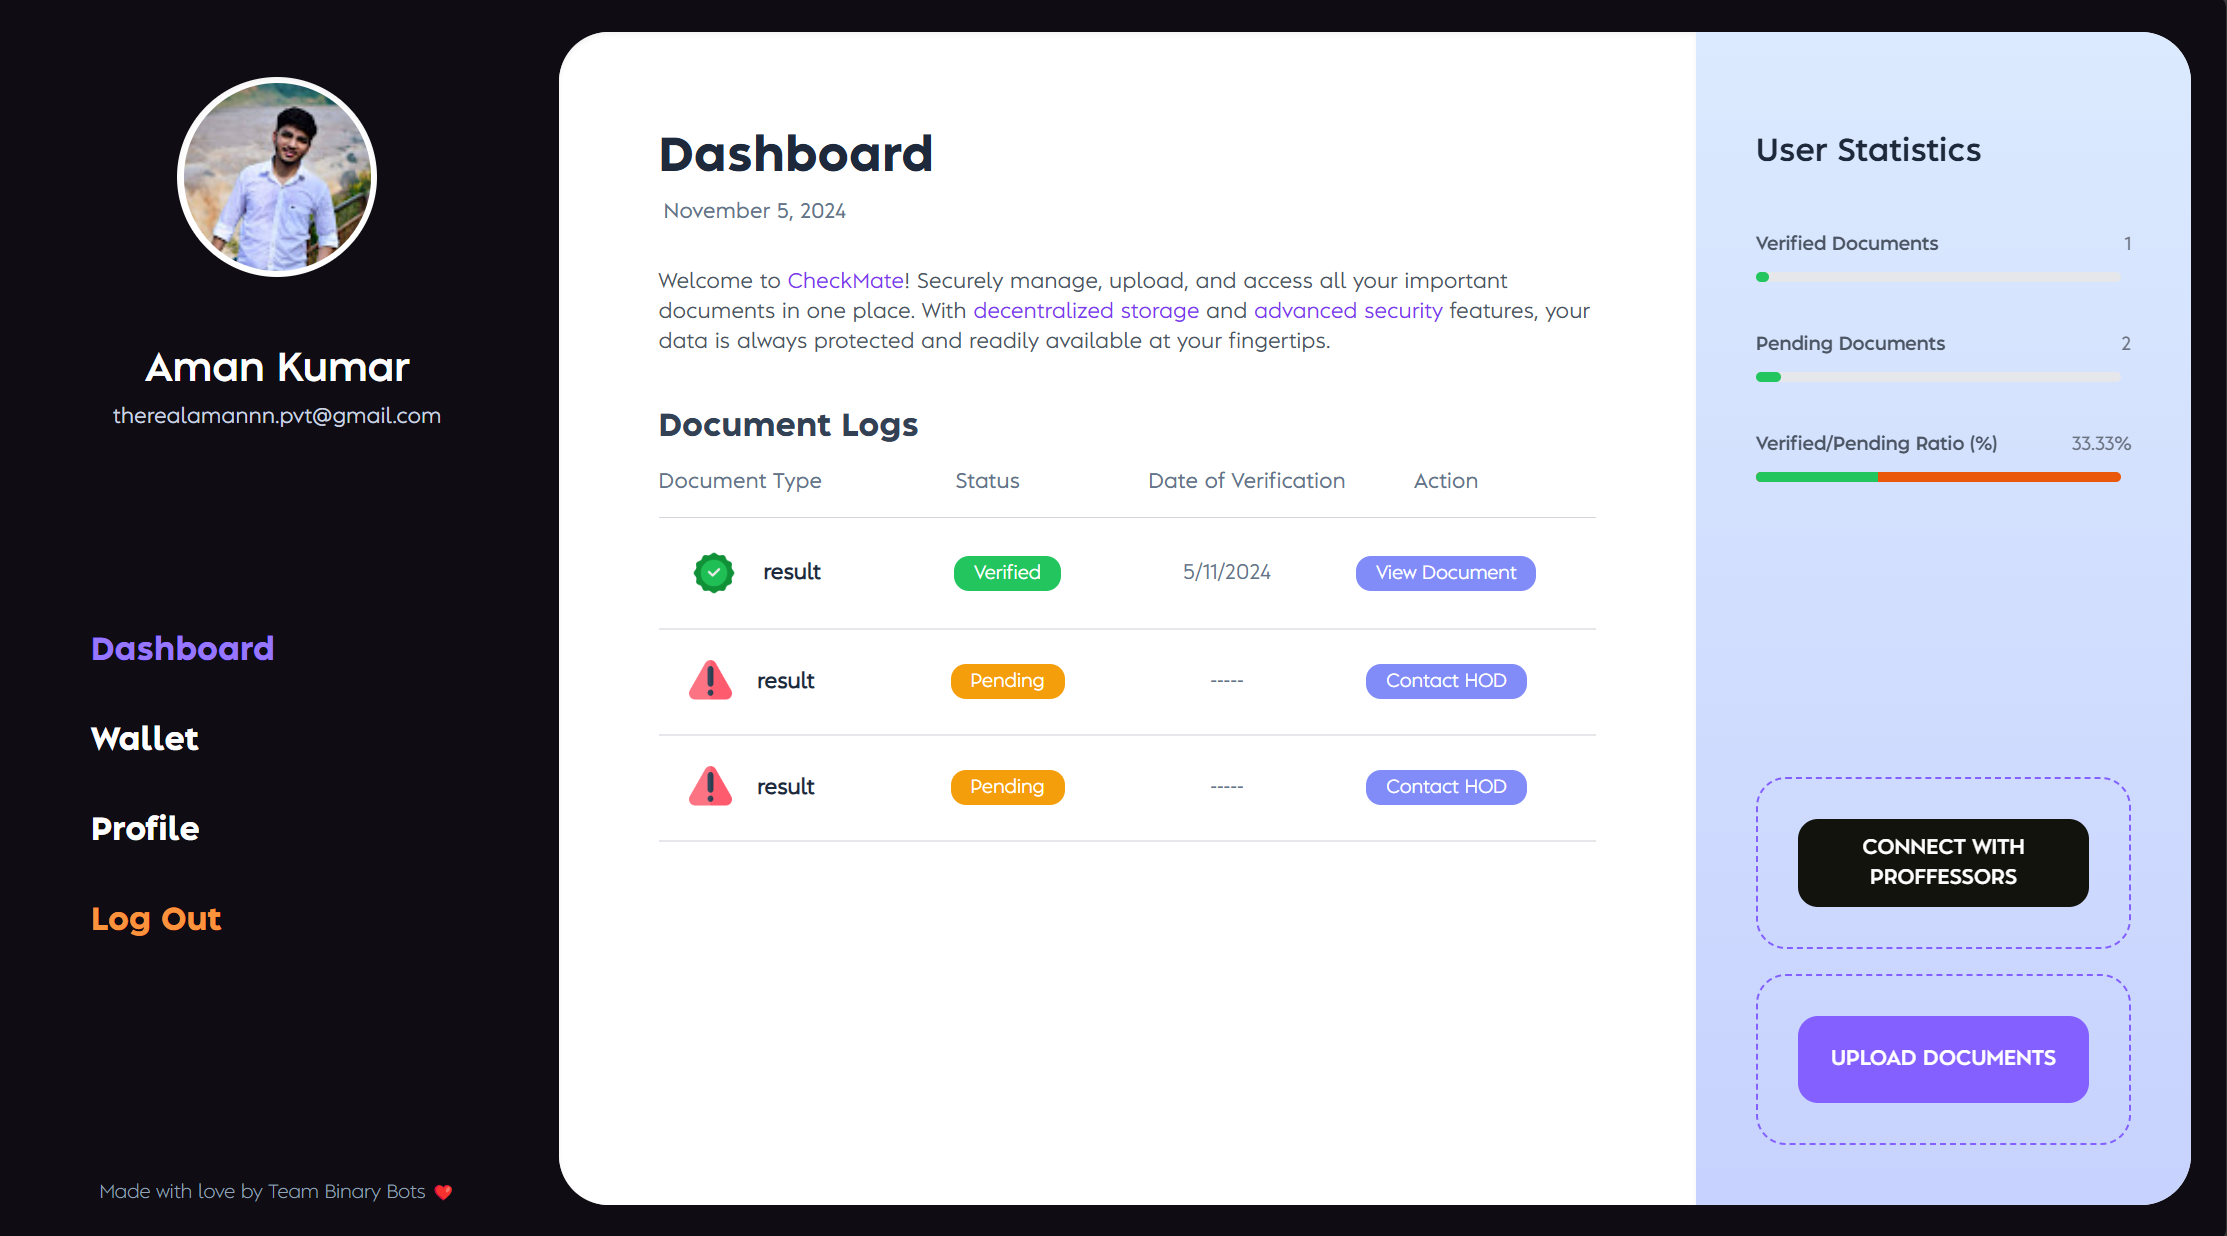 Aman Kumar
therealamannn.pvt@gmail.com
Dashboard
Wallet
Profile
Log Out
Made with love by Team Binary Bots ❤️
Dashboard
November 5, 2024
Welcome to CheckMate! Securely manage, upload, and access all your important
documents in one place. With decentralized storage and advanced security features, your
data is always protected and readily available at your fingertips.
Document Logs
Document Type Status Date of Verification Action
result Verified 5/11/2024 View Document
result Pending ----- Contact HOD
result Pending ----- Contact HOD
User Statistics
Verified Documents 1
Pending Documents 2
Verified/Pending Ratio (%) 33.33%
CONNECT WITH
PROFFESSORS
UPLOAD DOCUMENTS